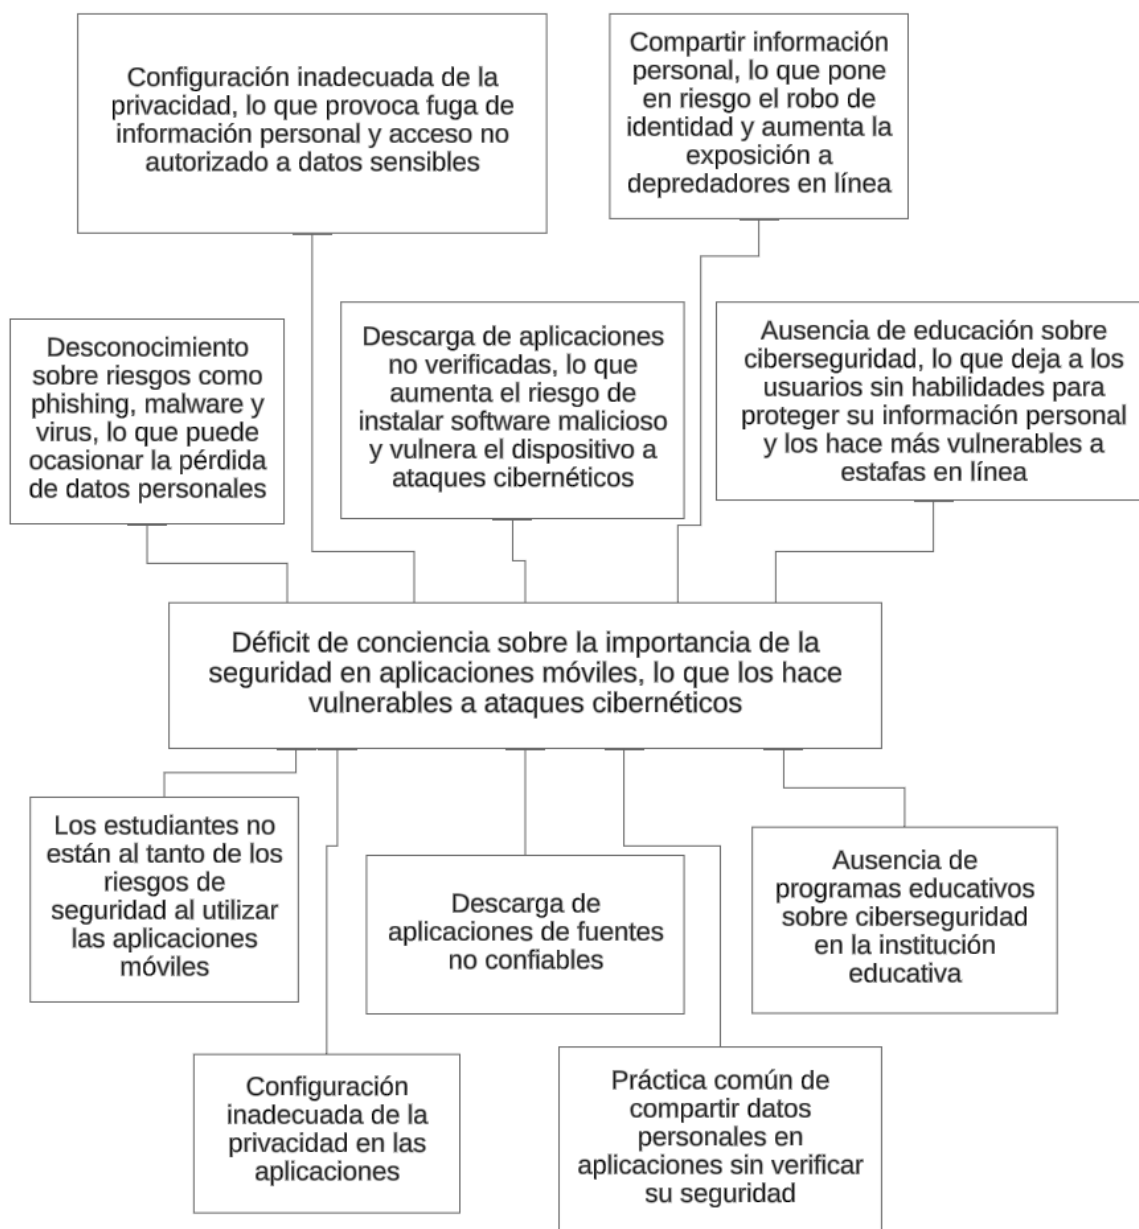 Configuración inadecuada de la
privacidad, lo que provoca fuga de
información personal y acceso no
autorizado a datos sensibles
Compartir información
personal, lo que pone
en riesgo el robo de
identidad y aumenta la
exposición a
depredadores en línea
Desconocimiento
sobre riesgos como
phishing, malware y
virus, lo que puede
ocasionar la pérdida
de datos personales
Descarga de aplicaciones
no verificadas, lo que
aumenta el riesgo de
instalar software malicioso
y vulnera el dispositivo a
ataques cibernéticos
Ausencia de educación sobre
ciberseguridad, lo que deja a los
usuarios sin habilidades para
proteger su información personal
y los hace más vulnerables a
estafas en línea
Déficit de conciencia sobre la importancia de la
seguridad en aplicaciones móviles, lo que los hace
vulnerables a ataques cibernéticos
Los estudiantes no
están al tanto de los
riesgos de
seguridad al utilizar
las aplicaciones
móviles
Descarga de
aplicaciones de fuentes
no confiables
Ausencia de
programas educativos
sobre ciberseguridad
en la institución
educativa
Configuración
inadecuada de la
privacidad en las
aplicaciones
Práctica común de
compartir datos
personales en
aplicaciones sin verificar
su seguridad